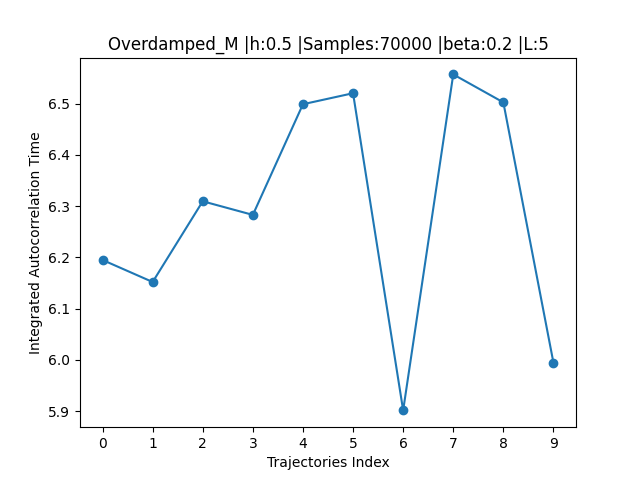 Overdamped_M |h:0.5 |Samples:70000 |beta:0.2 |L:5
Integrated Autocorrelation Time
6.5
6.4
6.3
6.2
6.1
6.0
5.9
0 1 2 3 4 5 6 7 8 9
Trajectories Index